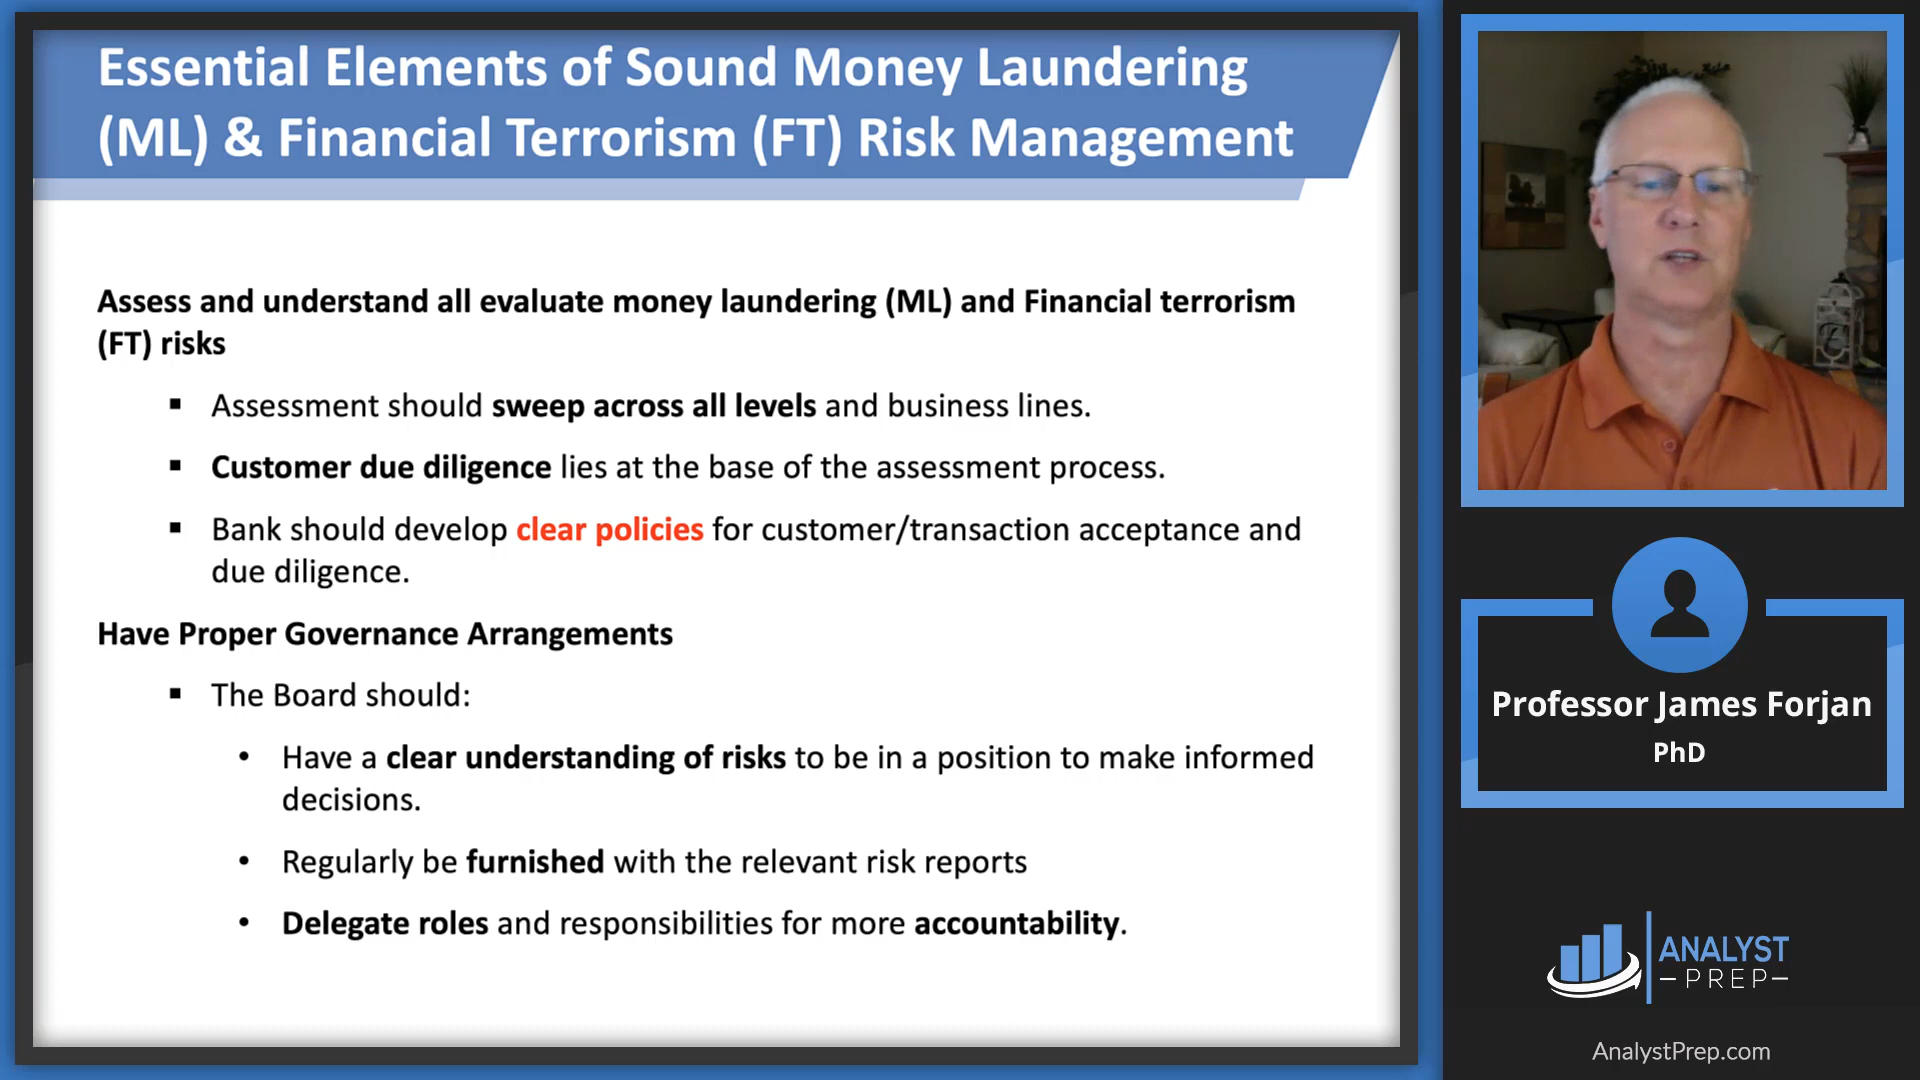 Essential Elements of Sound Money Laundering
(ML) & Financial Terrorism (FT) Risk Management
Assess and understand all evaluate money laundering (ML) and Financial terrorism
(FT) risks
▪ Assessment should sweep across all levels and business lines.
▪ Customer due diligence lies at the base of the assessment process.
▪ Bank should develop clear policies for customer/transaction acceptance and
due diligence.
Have Proper Governance Arrangements
▪ The Board should:
• Have a clear understanding of risks to be in a position to make informed
decisions.
• Regularly be furnished with the relevant risk reports
• Delegate roles and responsibilities for more accountability.
Professor James Forjan
PhD
ANALYST
PREP
AnalystPrep.com